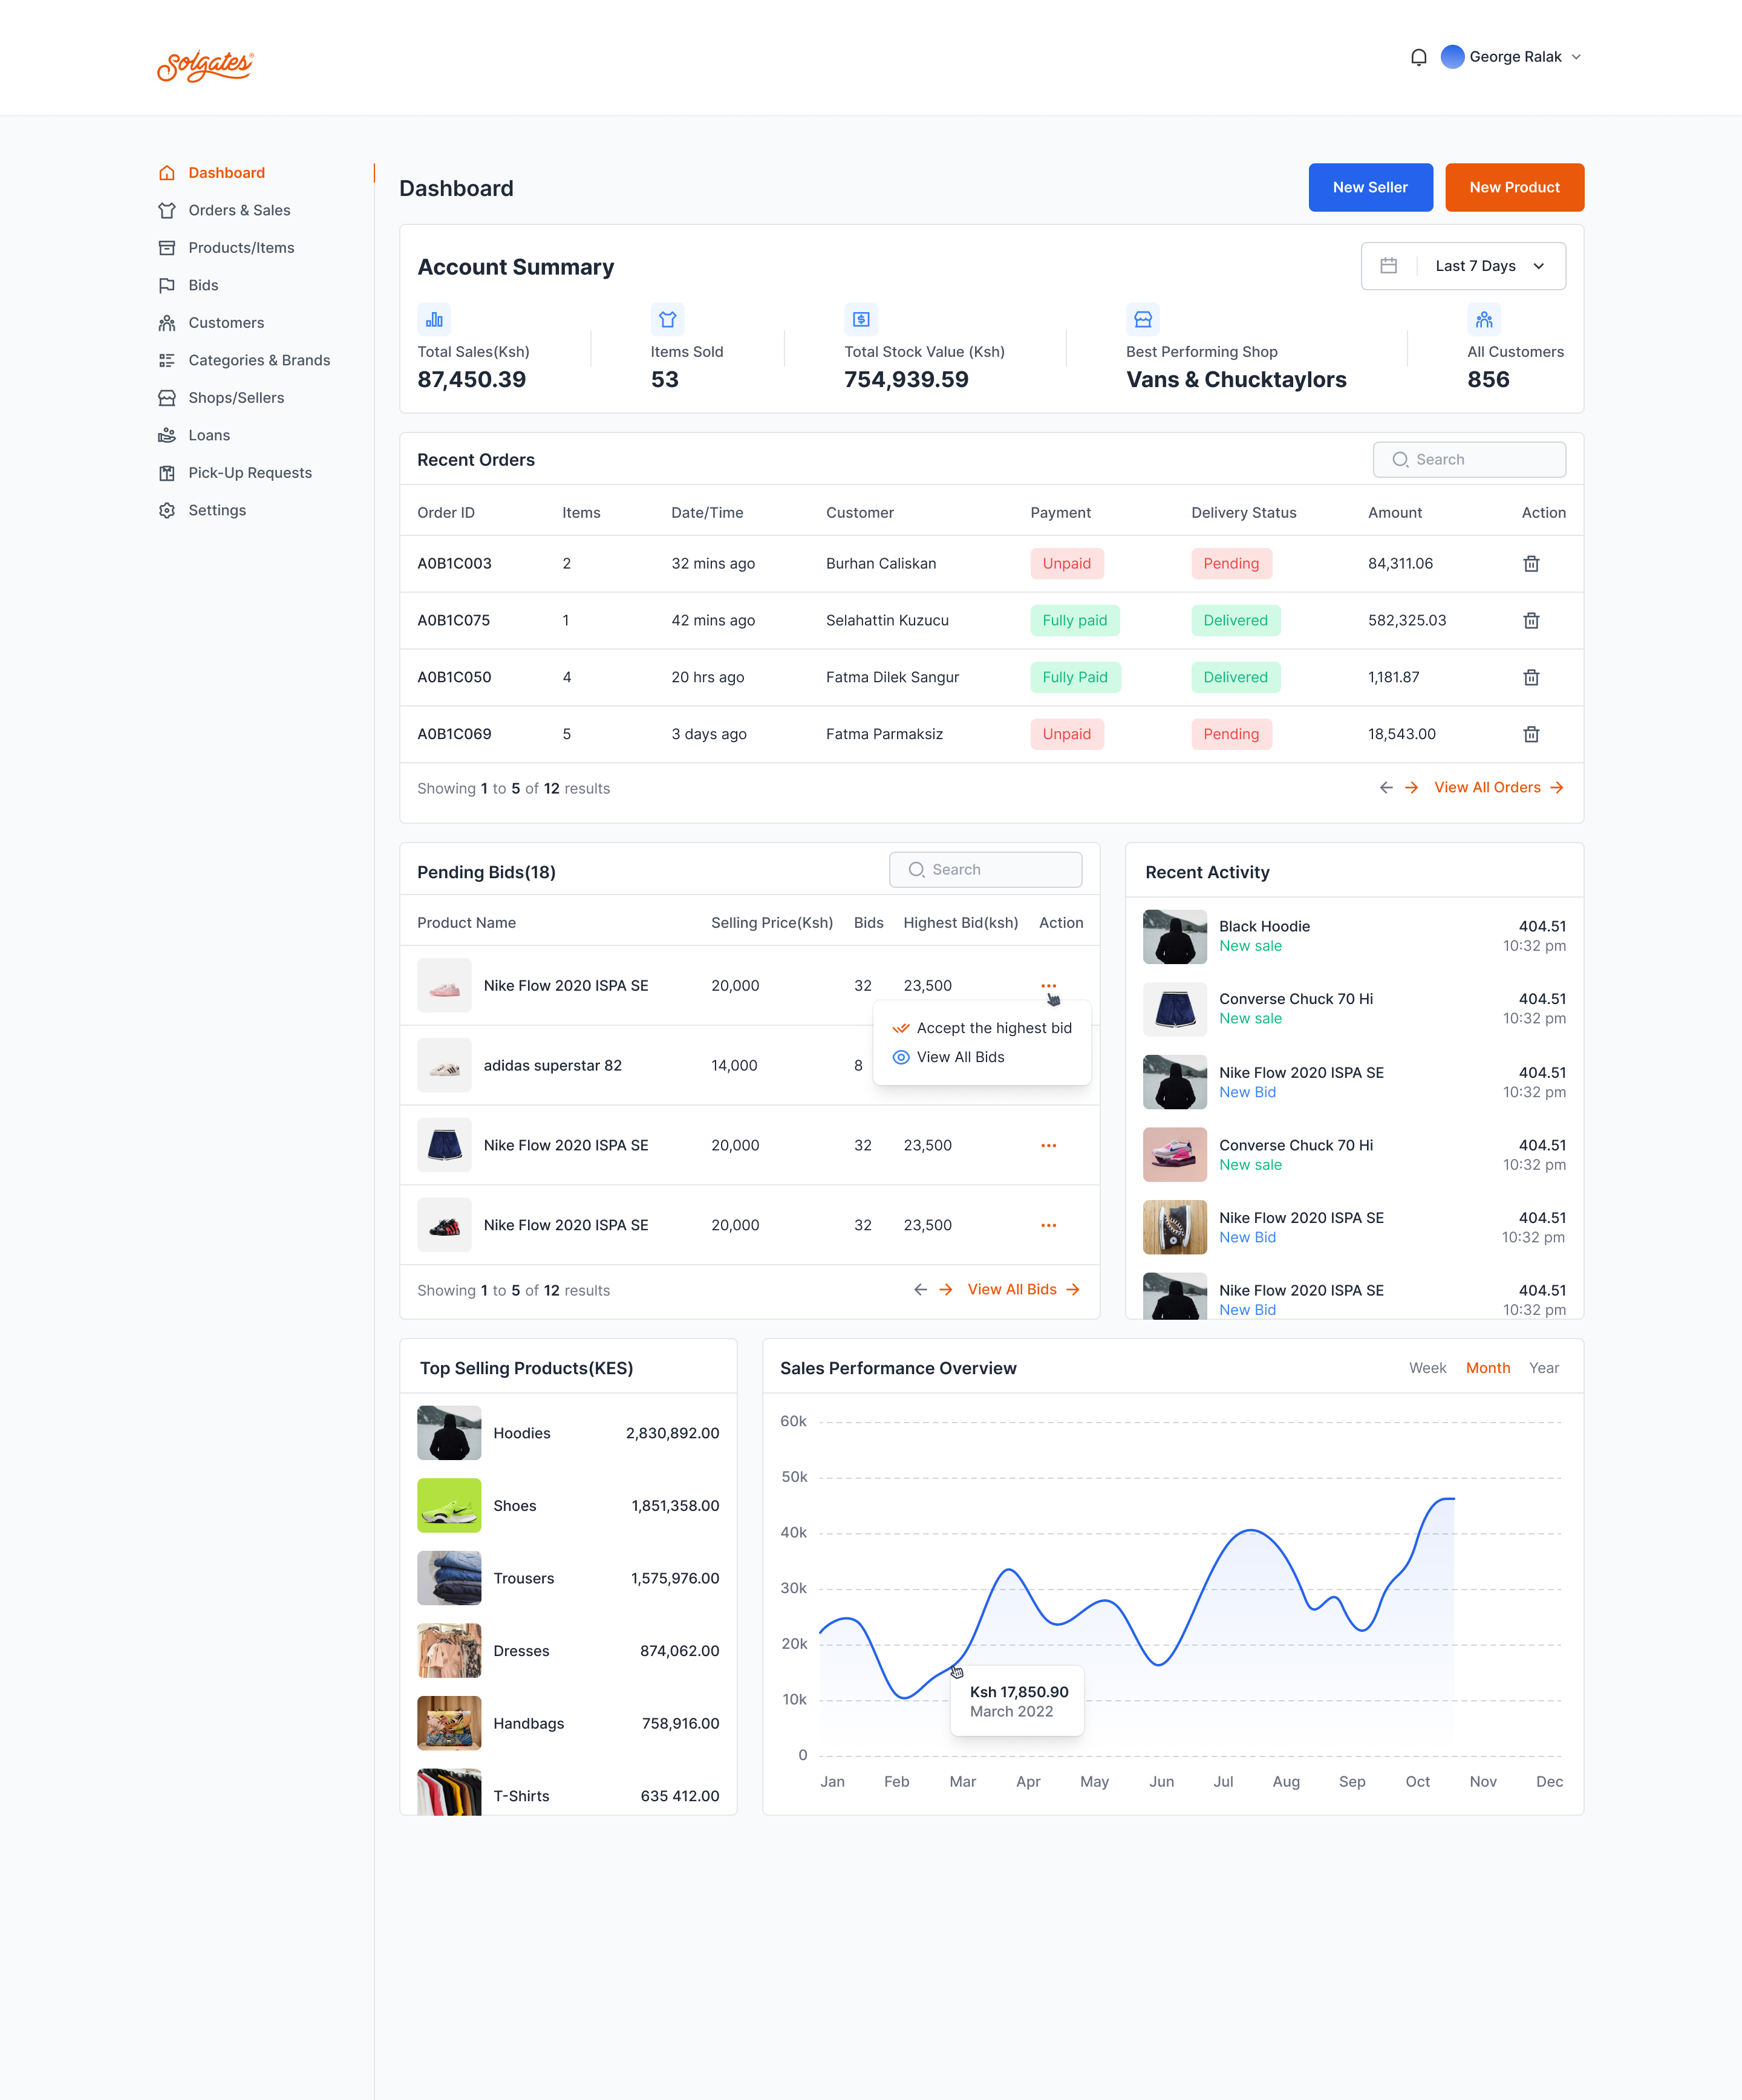 Solgates
George Ralak
Dashboard
Orders & Sales
Products/Items
Bids
Customers
Categories & Brands
Shops/Sellers
Loans
Pick-Up Requests
Settings
Dashboard
New Seller
New Product
Account Summary
Last 7 Days
Total Sales(Ksh)
87,450.39
Items Sold
53
Total Stock Value (Ksh)
754,939.59
Best Performing Shop
Vans & Chucktaylors
All Customers
856
Recent Orders
Search
Order ID Items Date/Time Customer Payment Delivery Status Amount Action
A0B1C003 2 32 mins ago Burhan Caliskan Unpaid Pending 84,311.06
A0B1C075 1 42 mins ago Selahattin Kuzucu Fully paid Delivered 582,325.03
A0B1C050 4 20 hrs ago Fatma Dilek Sangur Fully Paid Delivered 1,181.87
A0B1C069 5 3 days ago Fatma Parmaksiz Unpaid Pending 18,543.00
Showing 1 to 5 of 12 results
View All Orders
Pending Bids(18)
Search
Product Name Selling Price(Ksh) Bids Highest Bid(ksh) Action
Nike Flow 2020 ISPA SE 20,000 32 23,500
Accept the highest bid
View All Bids
adidas superstar 82 14,000 8
Nike Flow 2020 ISPA SE 20,000 32 23,500
Nike Flow 2020 ISPA SE 20,000 32 23,500
Showing 1 to 5 of 12 results
View All Bids
Recent Activity
Black Hoodie 404.51
New sale 10:32 pm
Converse Chuck 70 Hi 404.51
New sale 10:32 pm
Nike Flow 2020 ISPA SE 404.51
New Bid 10:32 pm
Converse Chuck 70 Hi 404.51
New sale 10:32 pm
Nike Flow 2020 ISPA SE 404.51
New Bid 10:32 pm
Nike Flow 2020 ISPA SE 404.51
New Bid 10:32 pm
Top Selling Products(KES)
Hoodies 2,830,892.00
Shoes 1,851,358.00
Trousers 1,575,976.00
Dresses 874,062.00
Handbags 758,916.00
T-Shirts 635 412.00
Sales Performance Overview
Week Month Year
60k
50k
40k
30k
20k
10k
0
Ksh 17,850.90
March 2022
Jan Feb Mar Apr May Jun Jul Aug Sep Oct Nov Dec